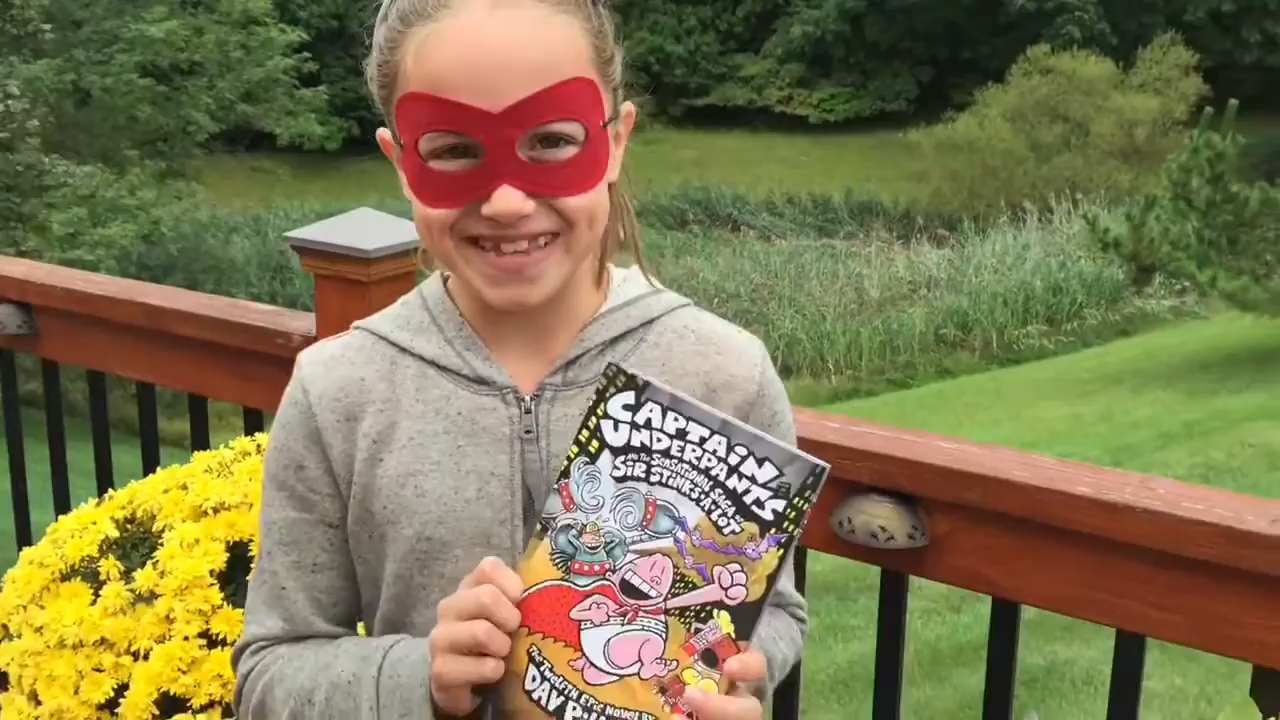 CAPTAIN
UNDERPANTS
AND THE SENSATIONAL SAGA OF
SIR STINKS-A-LOT
THE TWELFTH EPIC NOVEL BY
DAV